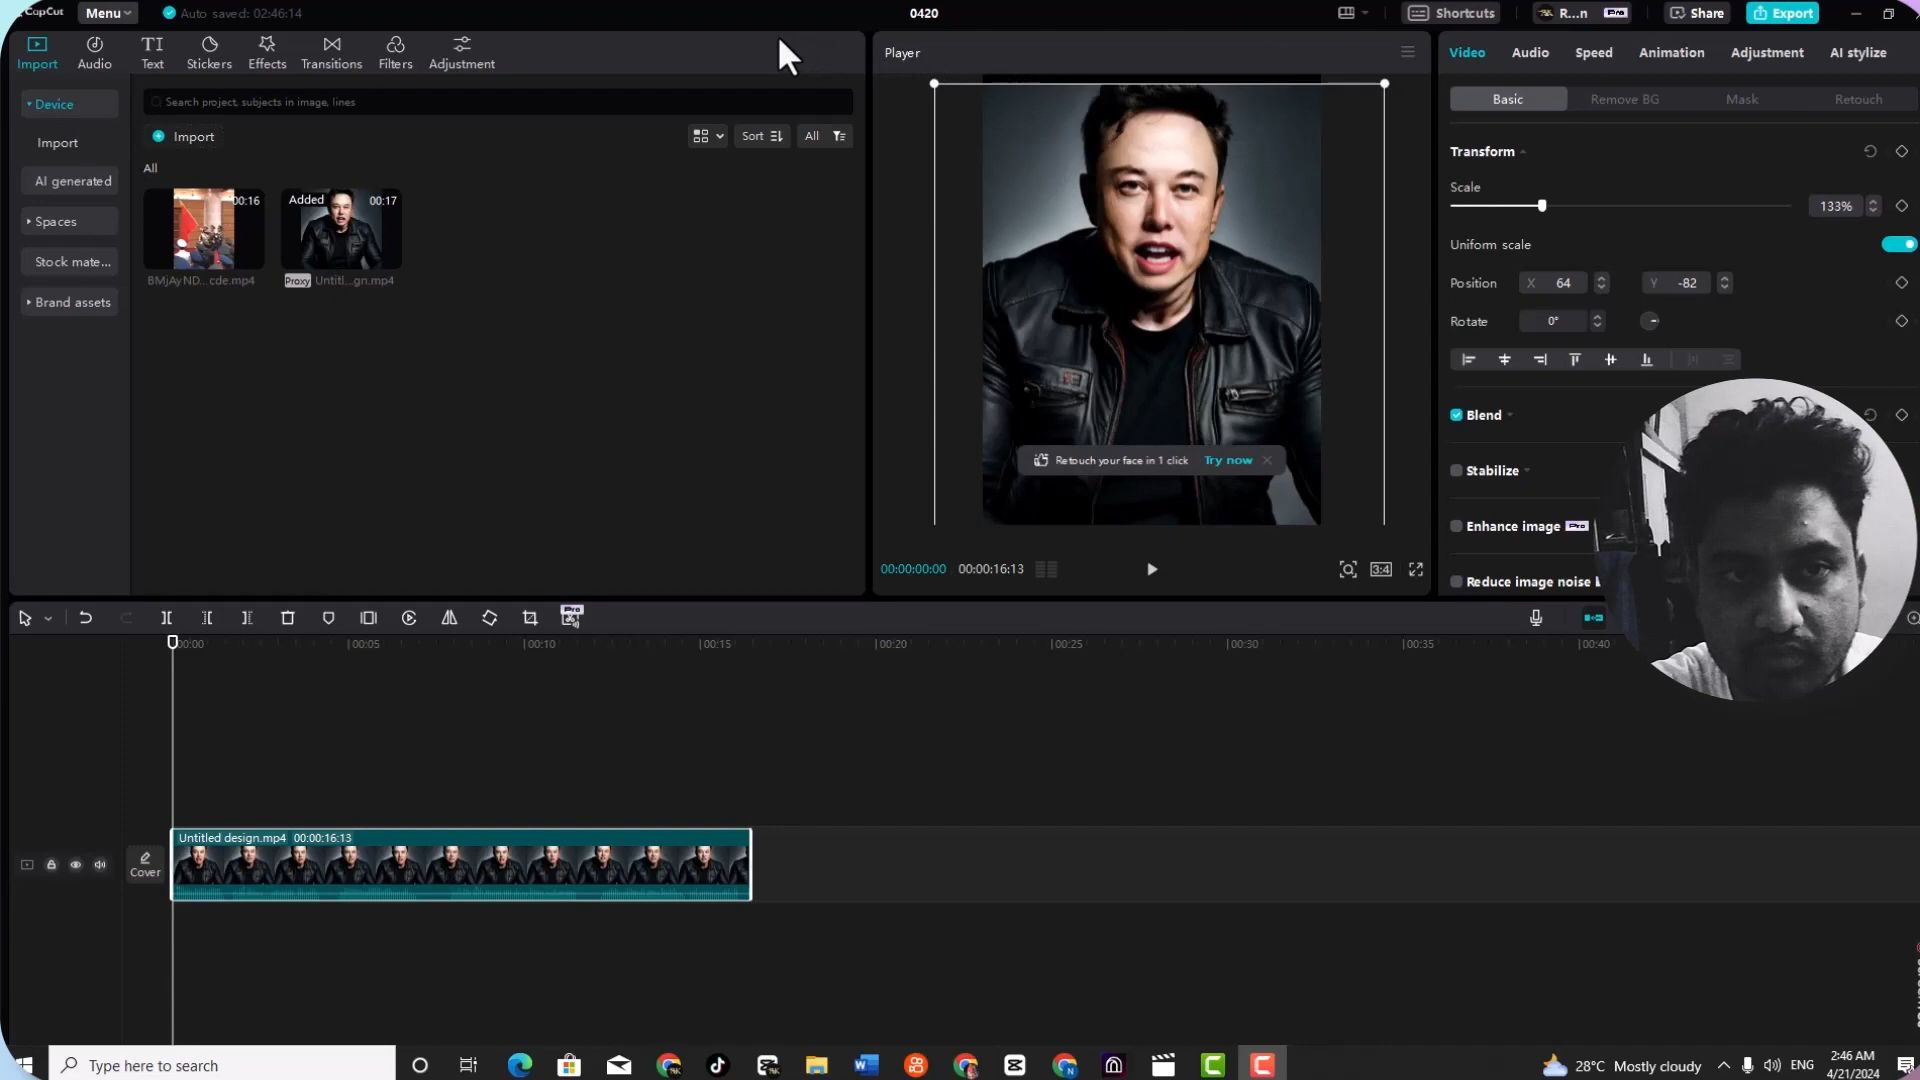 CapCut
Menu
Auto saved: 02:46:14
0420
Shortcuts
R...n
Pro
Share
Export
Import
Audio
Text
Stickers
Effects
Transitions
Filters
Adjustment
Device
Import
AI generated
Spaces
Stock mate...
Brand assets
Search project, subjects in image, lines
Import
Sort
All
All
00:16
BMjAyND...cde.mp4
Added
00:17
Proxy
Untitl...gn.mp4
Player
Retouch your face in 1 click
Try now
00:00:00:00
00:00:16:13
3:4
Video
Audio
Speed
Animation
Adjustment
AI stylize
Basic
Remove BG
Mask
Retouch
Transform
Scale
133%
Uniform scale
Position
X 64
Y -82
Rotate
0°
Blend
Stabilize
Enhance image
Pro
Reduce image noise
Pro
00:00
00:05
00:10
00:15
00:20
00:25
00:30
00:35
00:40
Cover
Untitled design.mp4 00:00:16:13
Type here to search
28°C Mostly cloudy
ENG
2:46 AM
4/21/2024